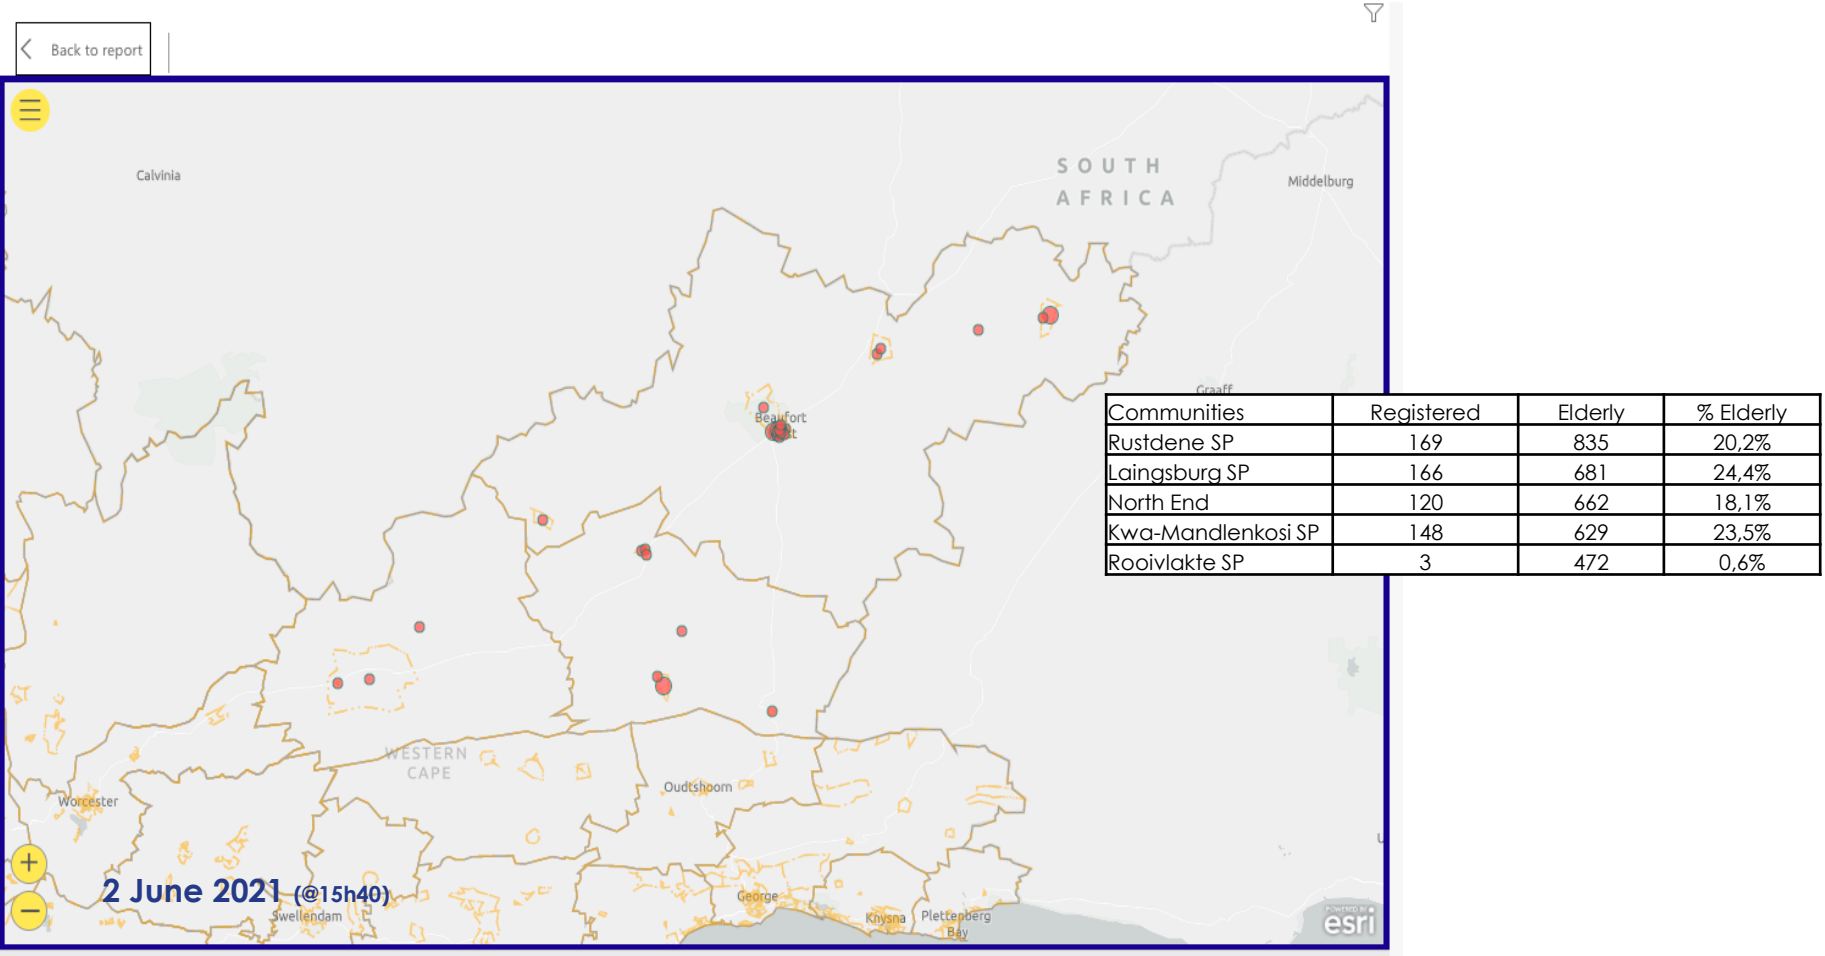 Back to report
Calvinia
SOUTH
AFRICA
Middelburg
Beaufort
Graaff
Communities Registered Elderly % Elderly
Rustdene SP 169 835 20,2%
Laingsburg SP 166 681 24,4%
North End 120 662 18,1%
Kwa-Mandlenkosi SP 148 629 23,5%
Rooivlakte SP 3 472 0,6%
WESTERN
CAPE
Oudtshoorn
Worcester
2 June 2021 (@15h40)
Swellendam
George
Knysna
Plettenberg
Bay
POWERED BY
esri